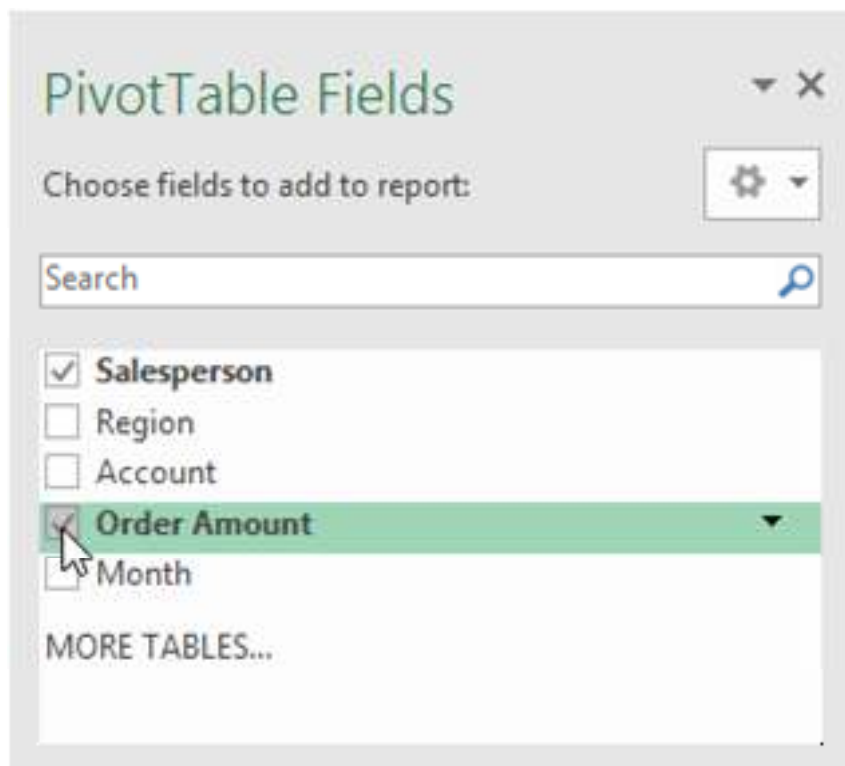 PivotTable Fields
Choose fields to add to report:
Search
Salesperson
Region
Account
Order Amount
Month
MORE TABLES...